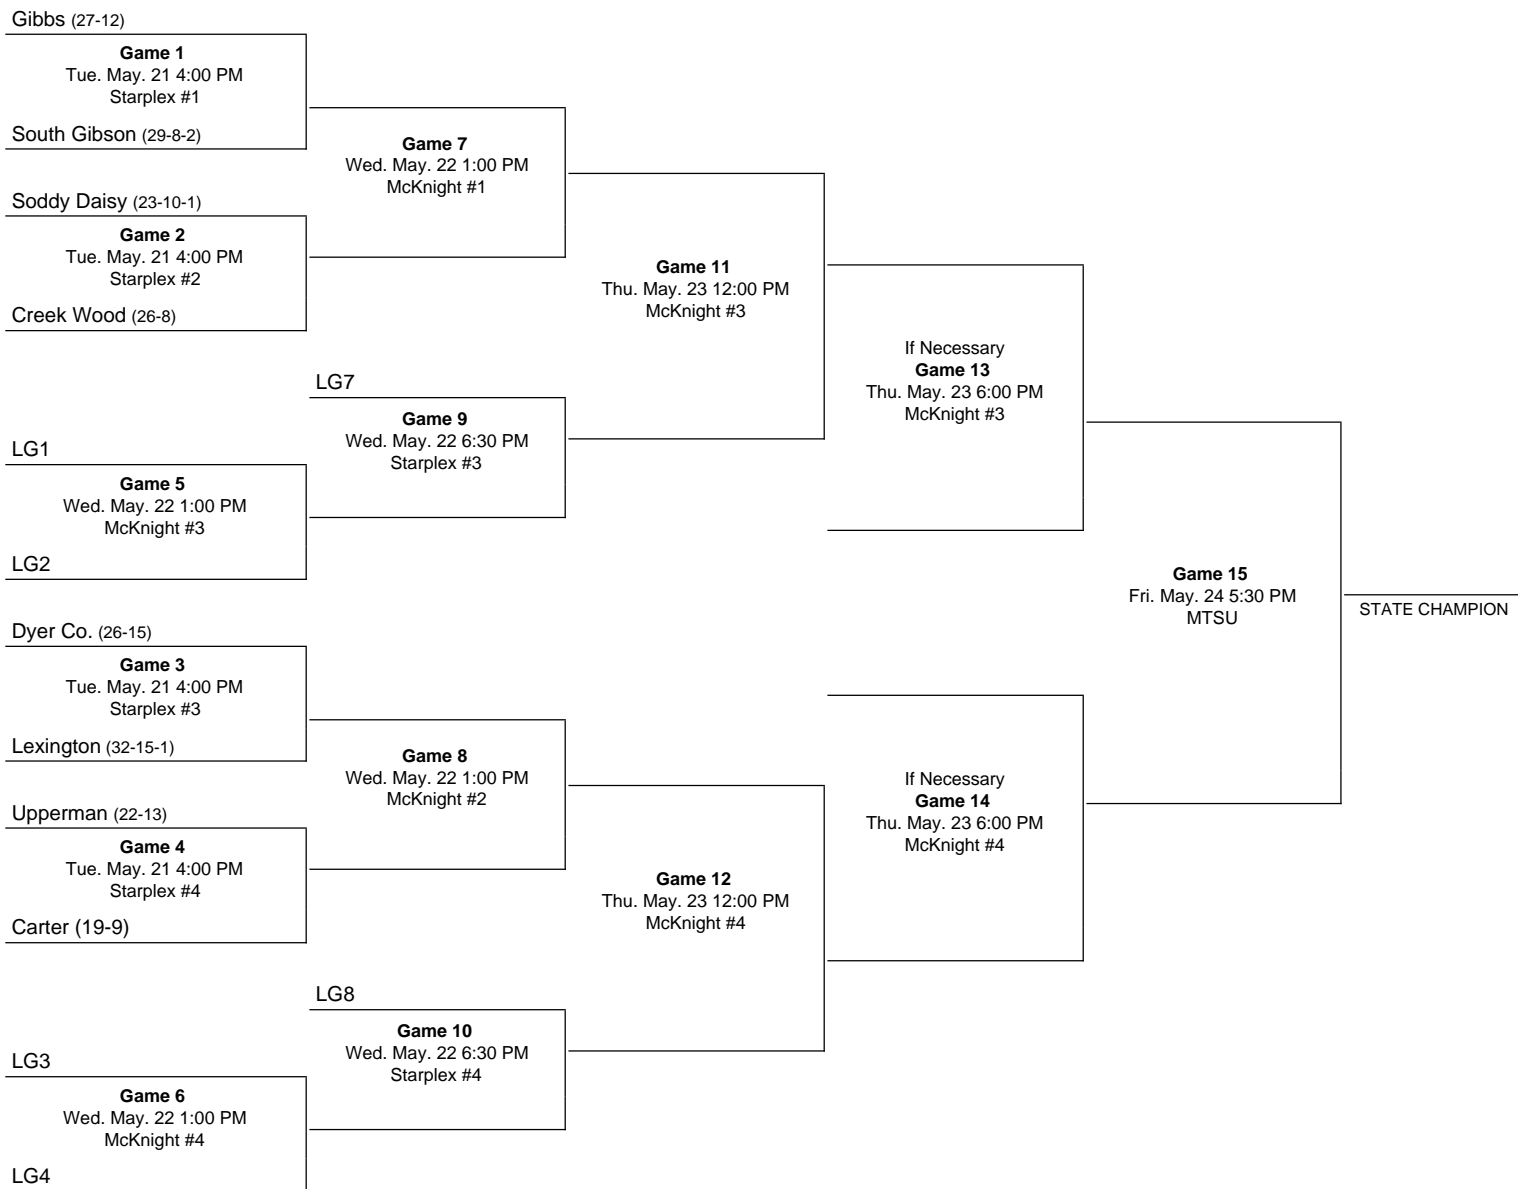 Gibbs (27-12)
Game 1
Tue. May. 21 4:00 PM
Starplex #1
South Gibson (29-8-2)
Soddy Daisy (23-10-1)
Game 2
Tue. May. 21 4:00 PM
Starplex #2
Creek Wood (26-8)
LG1
Game 5
Wed. May. 22 1:00 PM
McKnight #3
LG2
Dyer Co. (26-15)
Game 3
Tue. May. 21 4:00 PM
Starplex #3
Lexington (32-15-1)
Upperman (22-13)
Game 4
Tue. May. 21 4:00 PM
Starplex #4
Carter (19-9)
LG3
Game 6
Wed. May. 22 1:00 PM
McKnight #4
LG4
Game 7
Wed. May. 22 1:00 PM
McKnight #1
LG7
Game 9
Wed. May. 22 6:30 PM
Starplex #3
Game 8
Wed. May. 22 1:00 PM
McKnight #2
LG8
Game 10
Wed. May. 22 6:30 PM
Starplex #4
Game 11
Thu. May. 23 12:00 PM
McKnight #3
Game 12
Thu. May. 23 12:00 PM
McKnight #4
If Necessary
Game 13
Thu. May. 23 6:00 PM
McKnight #3
If Necessary
Game 14
Thu. May. 23 6:00 PM
McKnight #4
Game 15
Fri. May. 24 5:30 PM
MTSU
STATE CHAMPION